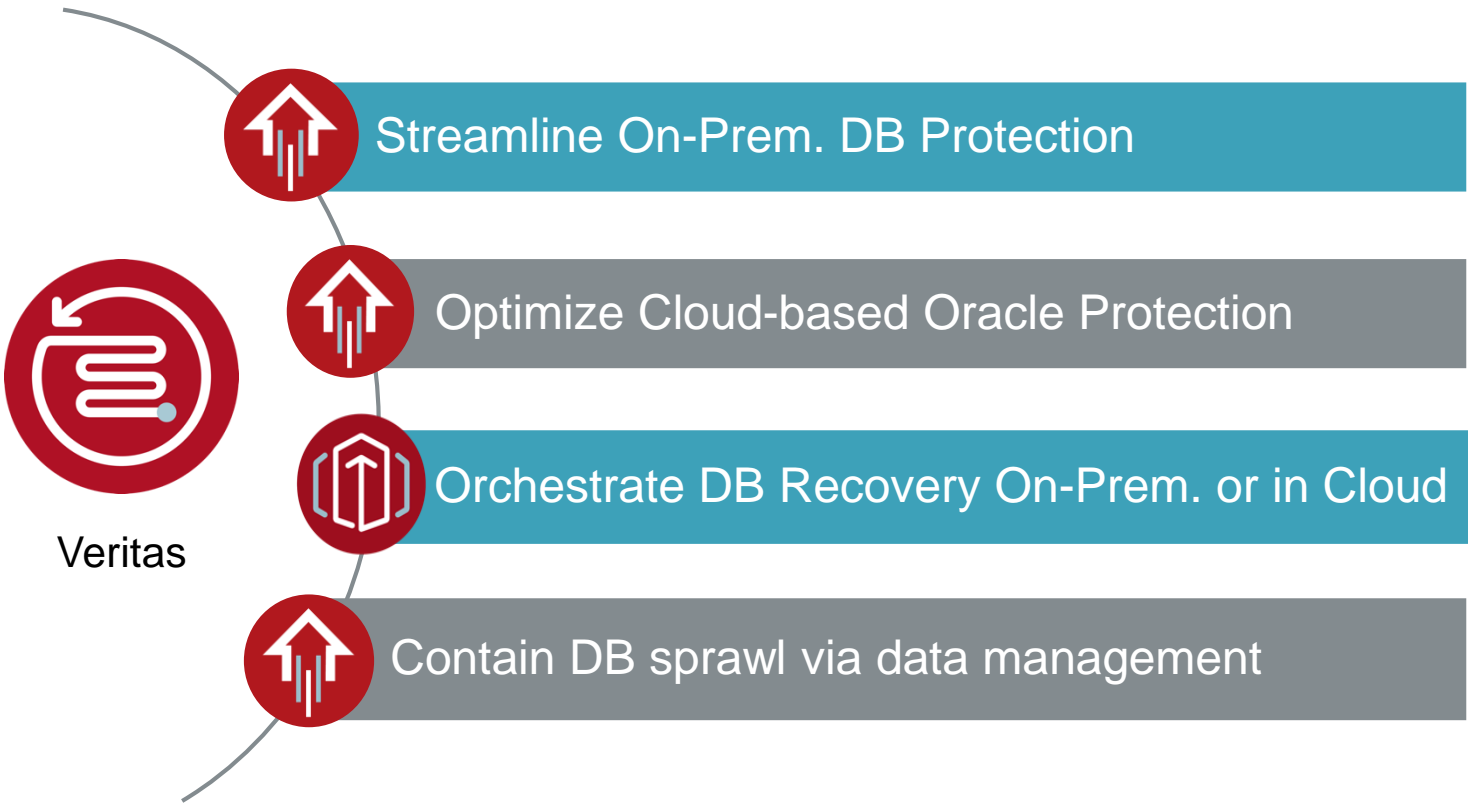 Streamline On-Prem. DB Protection
Optimize Cloud-based Oracle Protection
Orchestrate DB Recovery On-Prem. or in Cloud
Veritas
Contain DB sprawl via data management